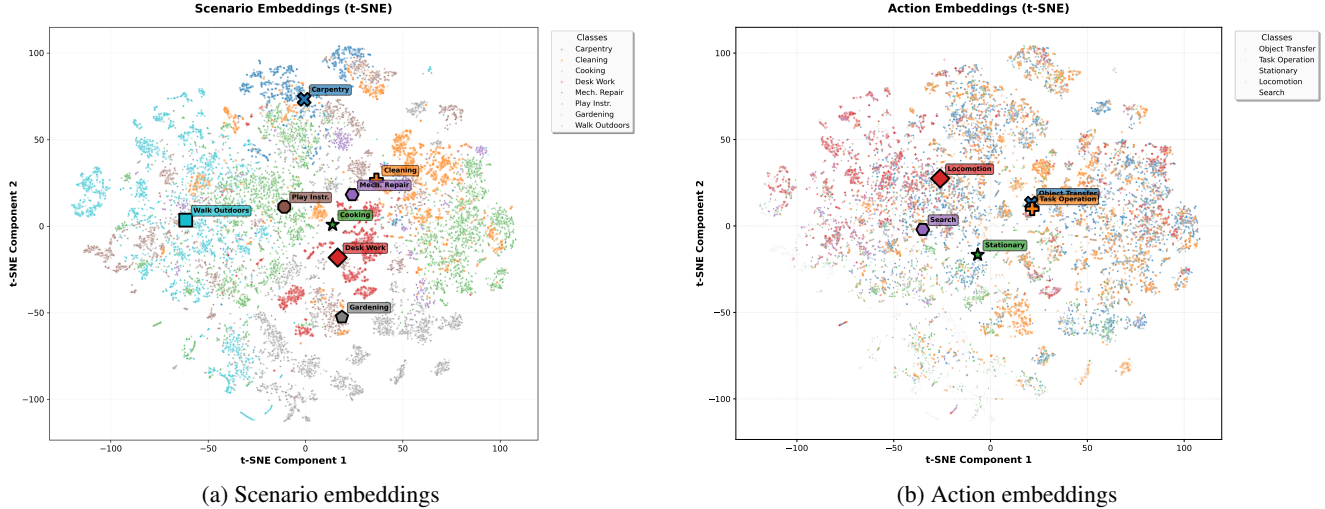 Scenario Embeddings (t-SNE)
t-SNE Component 2
100
50
0
−50
−100
Carpentry
Cleaning
Mech. Repair
Play Instr.
Walk Outdoors
Cooking
Desk Work
Gardening
−100
−50
0
50
100
t-SNE Component 1
Classes
Carpentry
Cleaning
Cooking
Desk Work
Mech. Repair
Play Instr.
Gardening
Walk Outdoors
(a) Scenario embeddings
Action Embeddings (t-SNE)
t-SNE Component 2
100
50
0
−50
−100
Locomotion
Object Transfer
Task Operation
Search
Stationary
−100
−50
0
50
100
t-SNE Component 1
Classes
Object Transfer
Task Operation
Stationary
Locomotion
Search
(b) Action embeddings